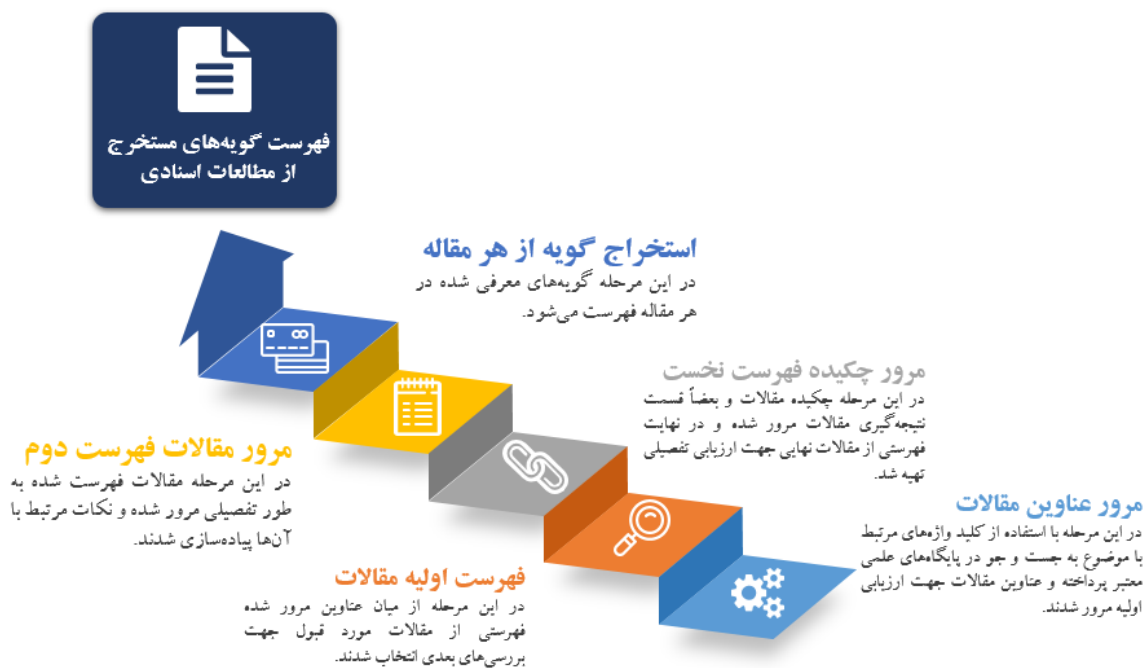 فهرست گویه‌های مستخرج
از مطالعات اسنادی
استخراج گویه از هر مقاله
در این مرحله گویه‌های معرفی شده در
هر مقاله فهرست می‌شود.
مرور چکیده فهرست نخست
در این مرحله چکیده مقالات و بعضاً قسمت
نتیجه‌گیری مقالات مرور شده و در نهایت
فهرستی از مقالات نهایی جهت ارزیابی تفصیلی
تهیه شد.
مرور مقالات فهرست دوم
در این مرحله مقالات فهرست شده به
طور تفصیلی مرور شده و نکات مرتبط با
آن‌ها پیاده‌سازی شدند.
مرور عناوین مقالات
در این مرحله با استفاده از کلید واژه‌های مرتبط
با موضوع به جست و جو در پایگاه‌های علمی
معتبر پرداخته و عناوین مقالات جهت ارزیابی
اولیه مرور شدند.
فهرست اولیه مقالات
در این مرحله از میان عناوین مرور شده
فهرستی از مقالات مورد قبول جهت
بررسی‌های بعدی انتخاب شدند.